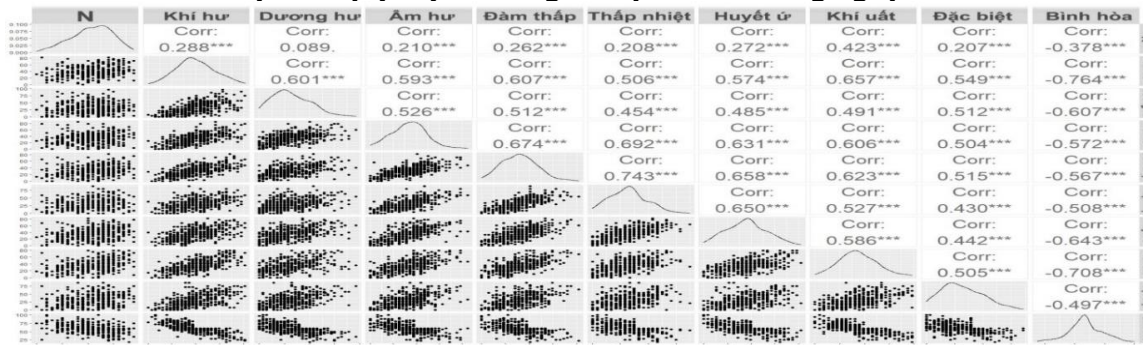 N Khí hư Dương hư Âm hư Đàm thấp Thấp nhiệt Huyết ứ Khí uất Đặc biệt Bình hòa
Corr: Corr: Corr: Corr: Corr: Corr: Corr: Corr: Corr:
0.288*** 0.089. 0.210*** 0.262*** 0.208*** 0.272*** 0.423*** 0.207*** -0.378***
Corr: Corr: Corr: Corr: Corr: Corr: Corr: Corr:
0.601*** 0.593*** 0.607*** 0.506*** 0.574*** 0.657*** 0.549*** -0.764***
Corr: Corr: Corr: Corr: Corr: Corr: Corr:
0.526*** 0.512*** 0.454*** 0.485*** 0.491*** 0.512*** -0.607***
Corr: Corr: Corr: Corr: Corr: Corr:
0.674*** 0.692*** 0.631*** 0.606*** 0.504*** -0.572***
Corr: Corr: Corr: Corr: Corr:
0.743*** 0.658*** 0.623*** 0.515*** -0.567***
Corr: Corr: Corr: Corr:
0.650*** 0.527*** 0.430*** -0.508***
Corr: Corr: Corr:
0.586*** 0.442*** -0.643***
Corr: Corr:
0.505*** -0.708***
Corr:
-0.497***